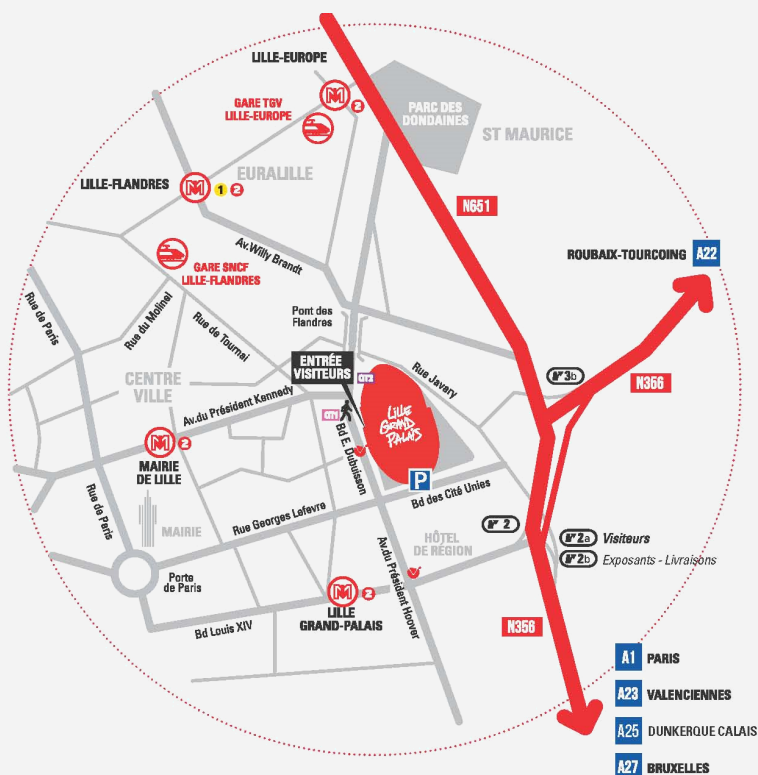 LILLE-EUROPE
M 2
GARE TGV
LILLE-EUROPE
PARC DES
DONDAINES
ST MAURICE
EURALILLE
LILLE-FLANDRES
M 1 2
N651
Av.Willy Brandt
ROUBAIX-TOURCOING A22
GARE SNCF
LILLE-FLANDRES
Rue de Paris
Rue du Molinel
Rue de Tournai
Pont des
Flandres
ENTRÉE
VISITEURS
Rue Javary
N° 3b
N356
CENTRE
VILLE
Av.du Président Kennedy
LILLE
GRAND
PALAIS
Bd E. Dubuisson
P
M 2
MAIRIE
DE LILLE
Rue de Paris
MAIRIE
Rue Georges Lefevre
Bd des Cité Unies
N° 2
N° 2a Visiteurs
N° 2b Exposants - Livraisons
HÔTEL
DE RÉGION
Av.du Président Hoover
Porte
de Paris
M 2
LILLE
GRAND-PALAIS
Bd Louis XIV
N356
A1 PARIS
A23 VALENCIENNES
A25 DUNKERQUE CALAIS
A27 BRUXELLES